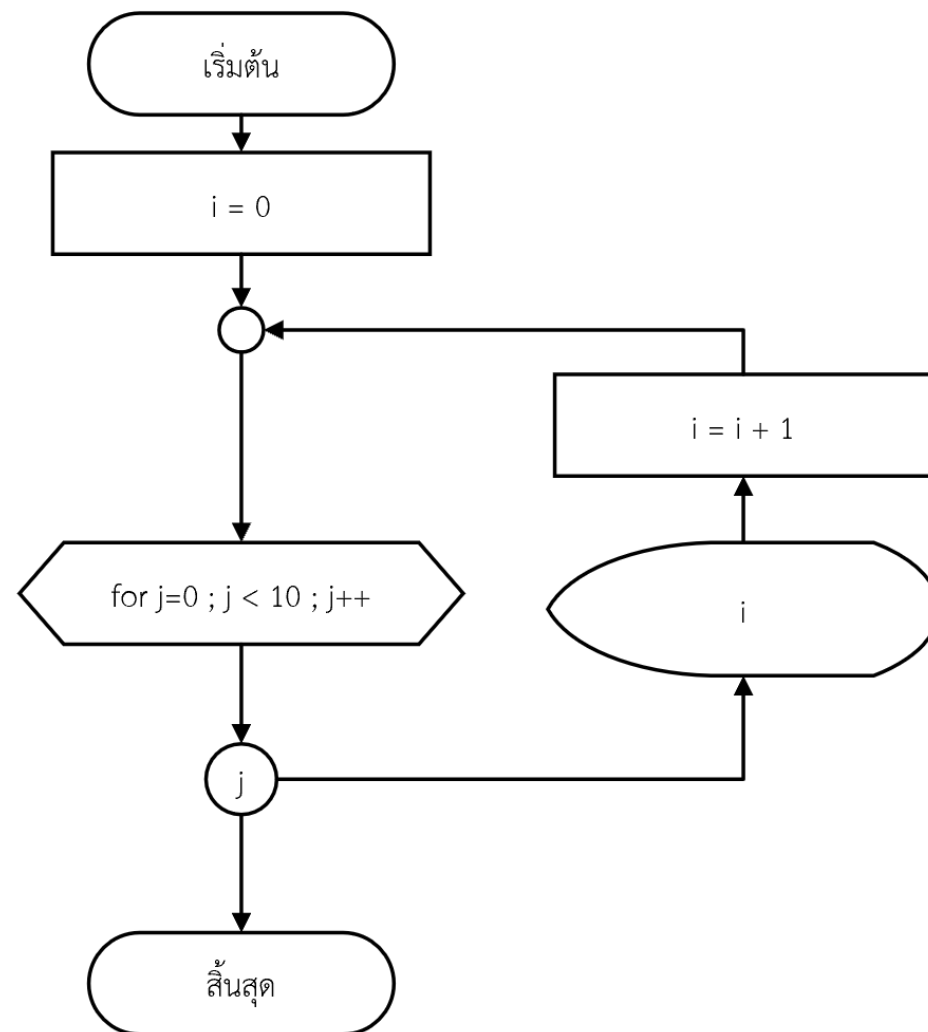 เริ่มต้น
i = 0
i = i + 1
for j=0 ; j < 10 ; j++
i
j
สิ้นสุด